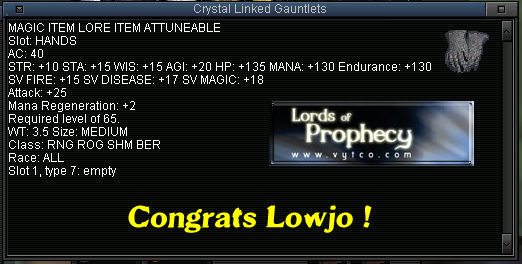 Crystal Linked Gauntlets
MAGIC ITEM LORE ITEM ATTUNEABLE
Slot: HANDS
AC: 40
STR: +10 STA: +15 WIS: +15 AGI: +20 HP: +135 MANA: +130 Endurance: +130
SV FIRE: +15 SV DISEASE: +17 SV MAGIC: +18
Attack: +25
Mana Regeneration: +2
Required level of 65.
WT: 3.5 Size: MEDIUM
Class: RNG ROG SHM BER
Race: ALL
Slot 1, type 7: empty
Lords of
Prophecy
www.vytco.com
Congrats Lowjo !